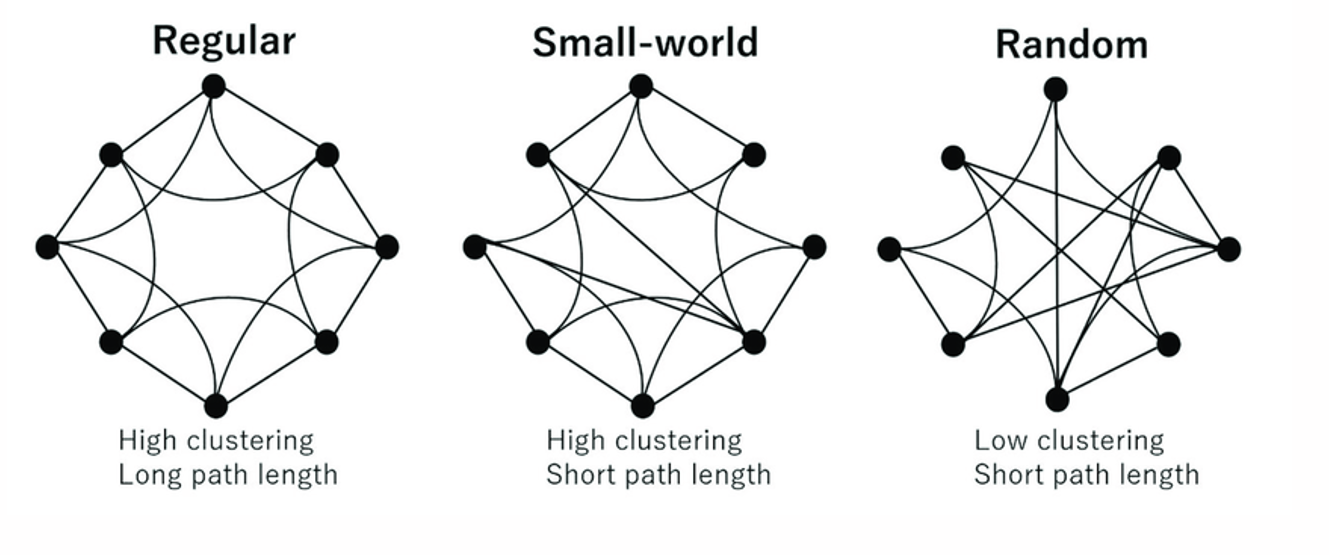 Regular
Small-world
Random
High clustering
Long path length
High clustering
Short path length
Low clustering
Short path length